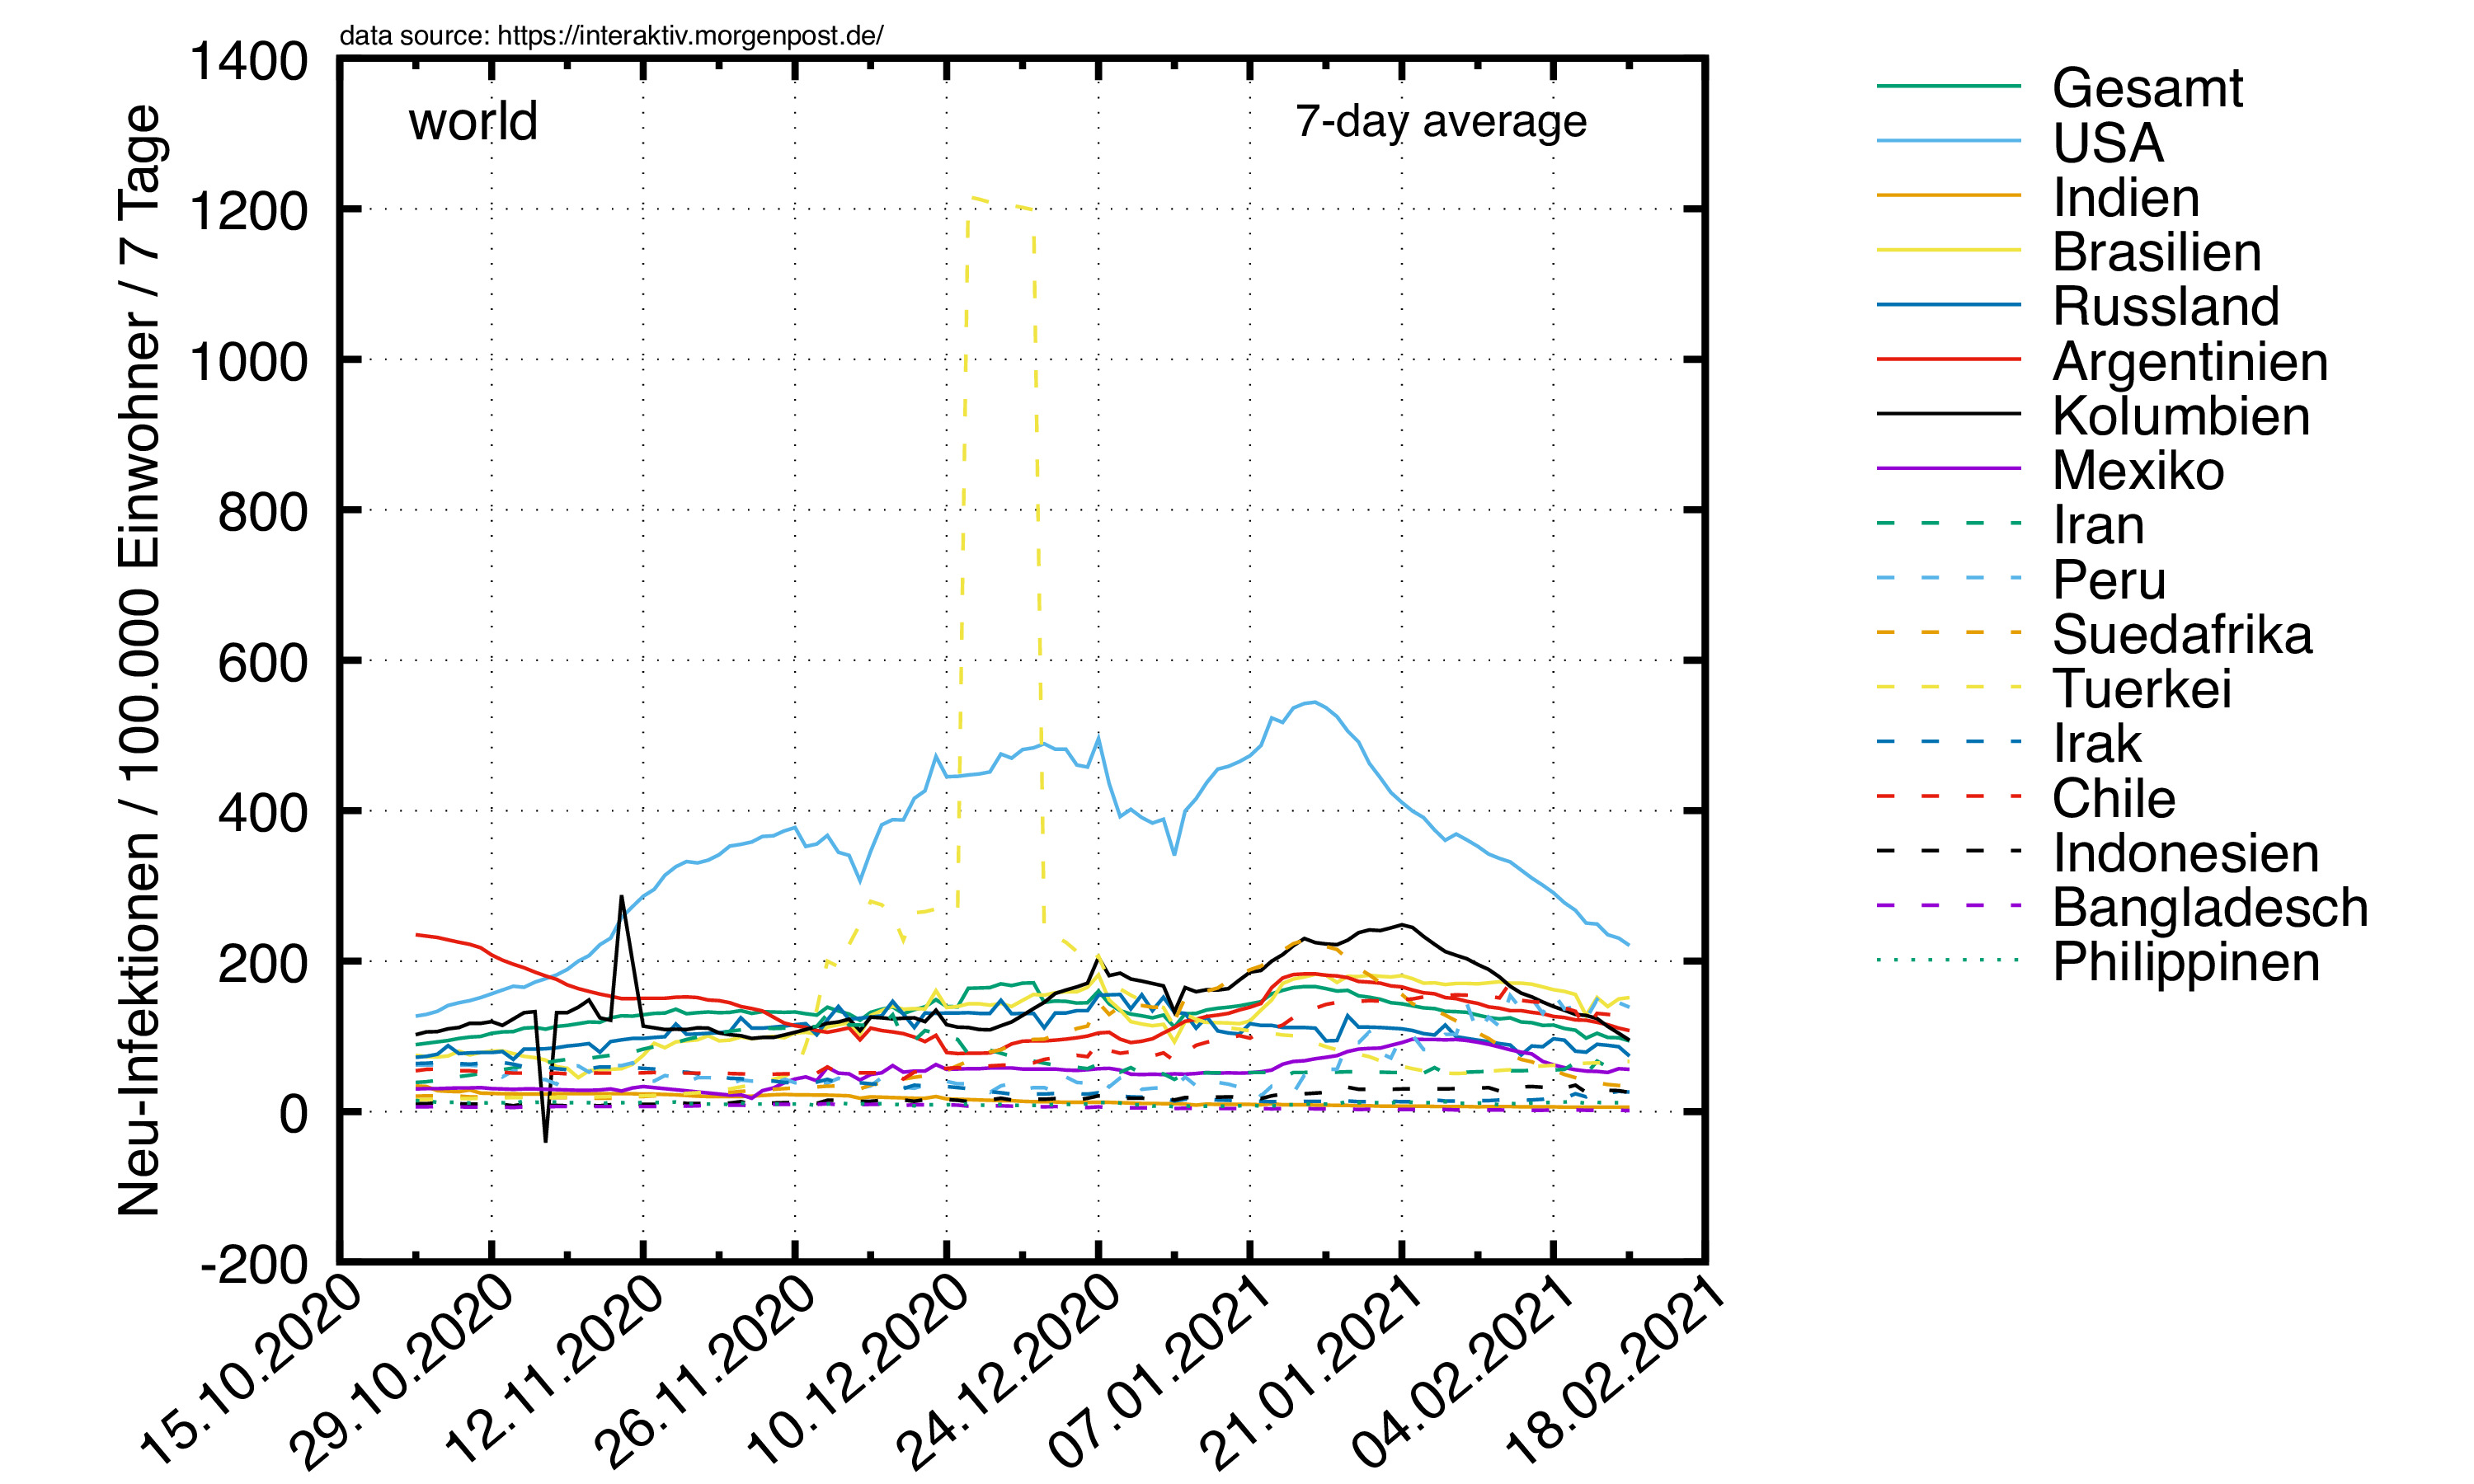 data source: https://interaktiv.morgenpost.de/
world
7-day average
Neu-Infektionen / 100.000 Einwohner / 7 Tage
1400
1200
1000
800
600
400
200
0
-200
15.10.2020
29.10.2020
12.11.2020
26.11.2020
10.12.2020
24.12.2020
07.01.2021
21.01.2021
04.02.2021
18.02.2021
Gesamt
USA
Indien
Brasilien
Russland
Argentinien
Kolumbien
Mexiko
Iran
Peru
Suedafrika
Tuerkei
Irak
Chile
Indonesien
Bangladesch
Philippinen